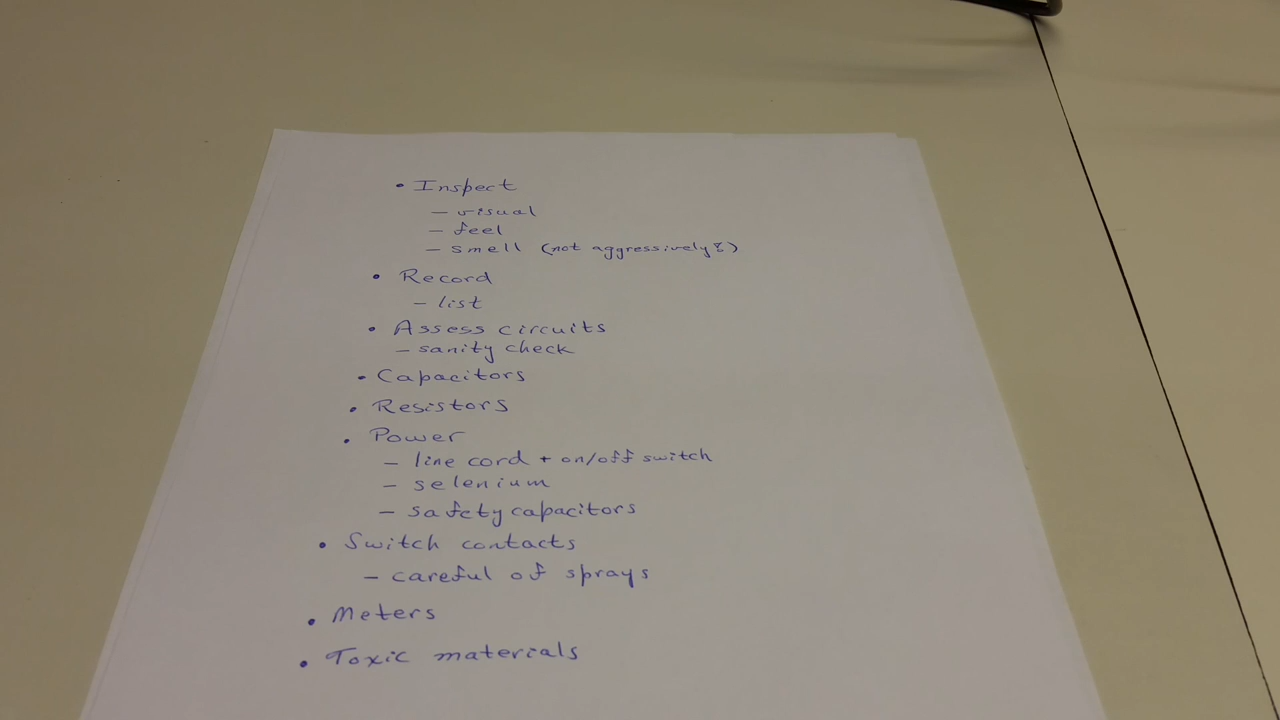 • Inspect
– visual
– feel
– smell (not aggressively!)
• Record
– list
• Assess circuits
– sanity check
• Capacitors
• Resistors
• Power
– line cord + on/off switch
– selenium
– safety capacitors
• Switch contacts
– careful of sprays
• Meters
• Toxic materials